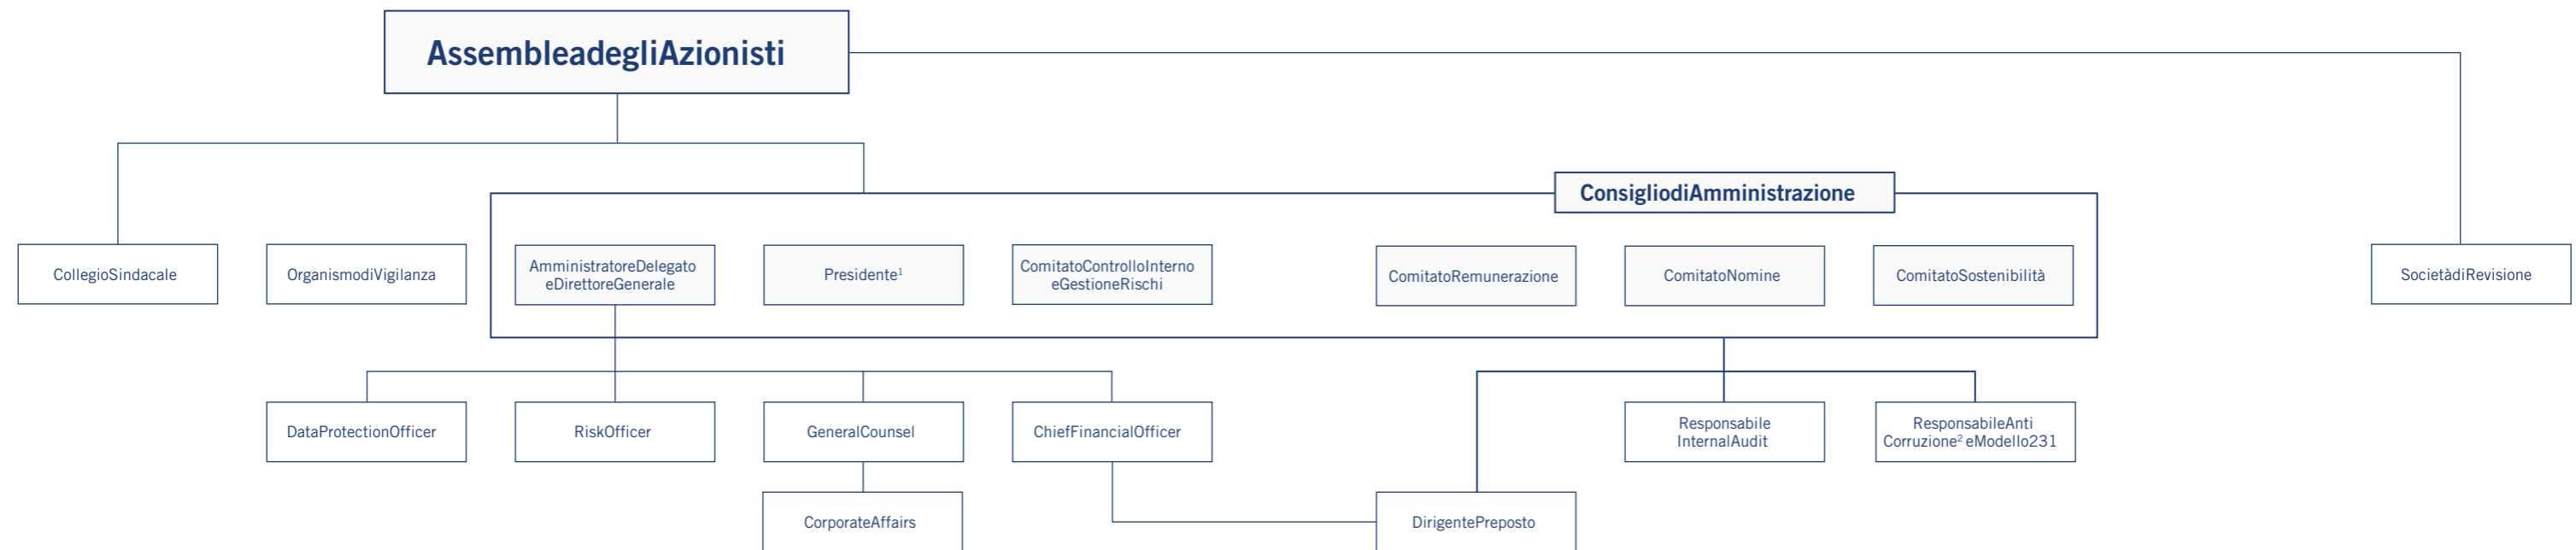 AssembleadegliAzionisti
ConsigliodiAmministrazione
CollegioSindacale
OrganismodiVigilanza
AmministratoreDelegato
eDirettoreGenerale
Presidente¹
ComitatoControlloInterno
eGestioneRischi
ComitatoRemunerazione
ComitatoNomine
ComitatoSostenibilità
SocietàdiRevisione
DataProtectionOfficer
RiskOfficer
GeneralCounsel
ChiefFinancialOfficer
Responsabile
InternalAudit
ResponsabileAnti
Corruzione² eModello231
CorporateAffairs
DirigentePreposto